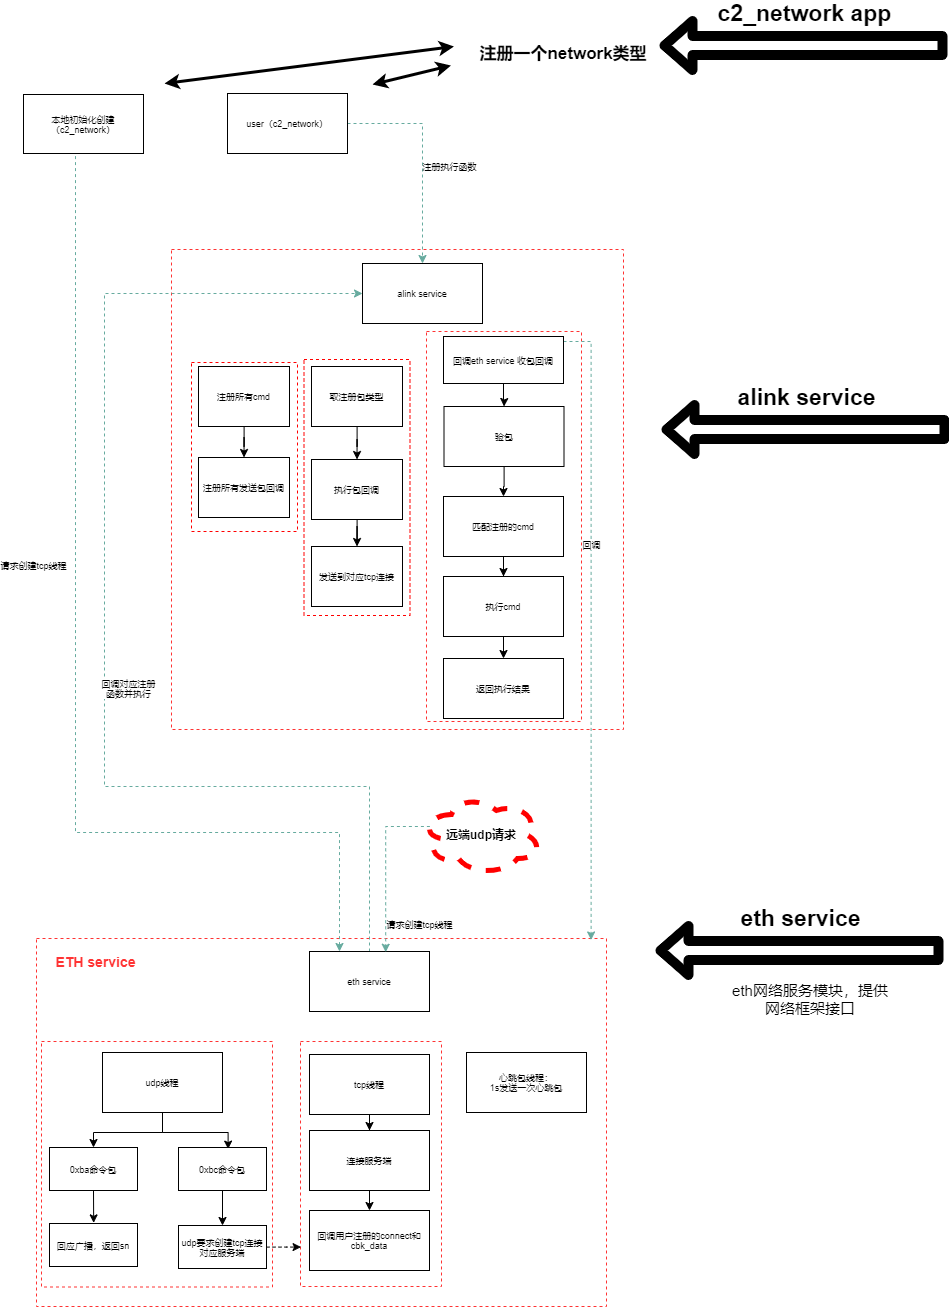 c2_network app
注册一个network类型
本地初始化创建
（c2_network）
user（c2_network）
注册执行函数
alink service
回调eth service 收包回调
注册所有cmd
取注册包类型
alink service
验包
注册所有发送包回调
执行包回调
匹配注册的cmd
回调
请求创建tcp线程
发送到对应tcp连接
执行cmd
回调对应注册
函数并执行
返回执行结果
远端udp请求
请求创建tcp线程
eth service
ETH service
eth service
eth网络服务模块，提供
网络框架接口
udp线程
tcp线程
心跳包线程：
1s发送一次心跳包
0xba命令包
0xbc命令包
连接服务端
回应广播，返回sn
udp要求创建tcp连接
对应服务端
回调用户注册的connect和
cbk_data